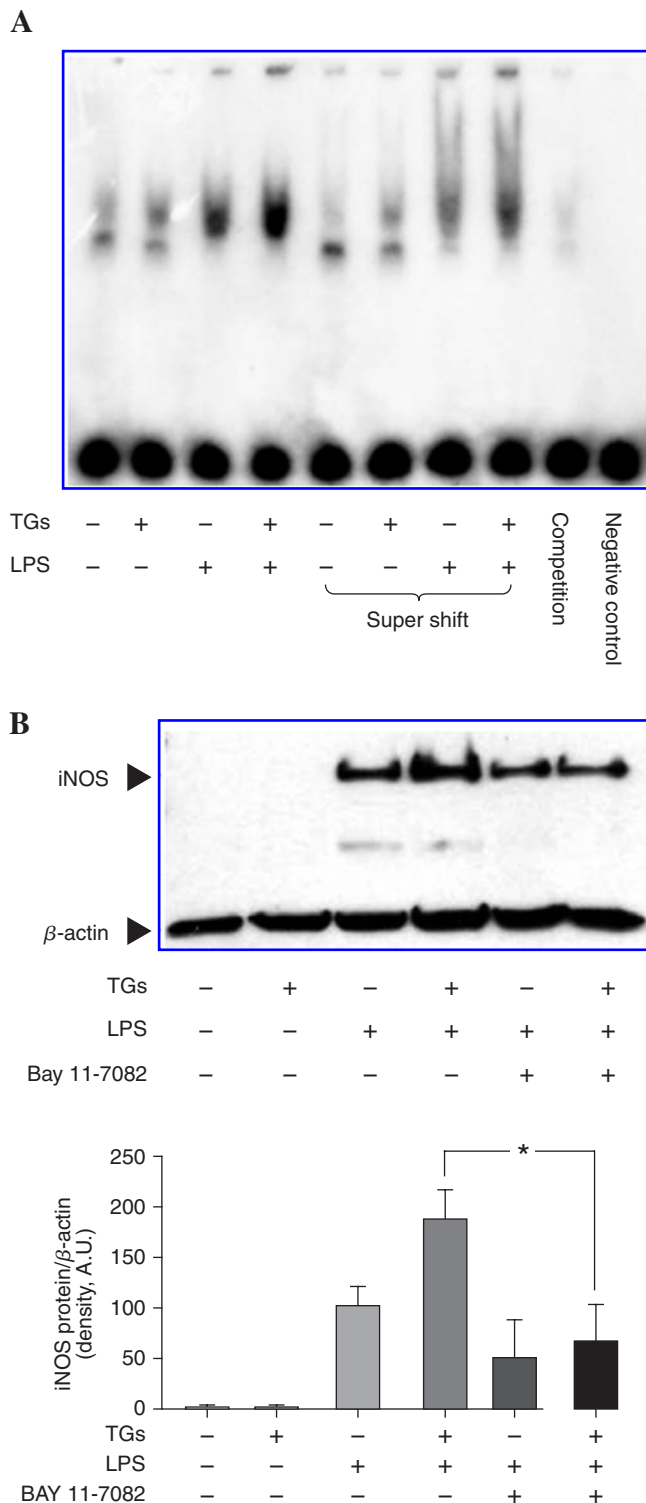 A
TGs – + – + – + – +
LPS – – + + – – + +
Super shift
Competition
Negative control
B
iNOS
β-actin
TGs – + – + – +
LPS – – + + + +
Bay 11-7082 – – – – + +
250
200
150
100
50
0
iNOS protein/β-actin
(density, A.U.)
*
TGs – + – + – +
LPS – – + + + +
BAY 11-7082 – – – – + +